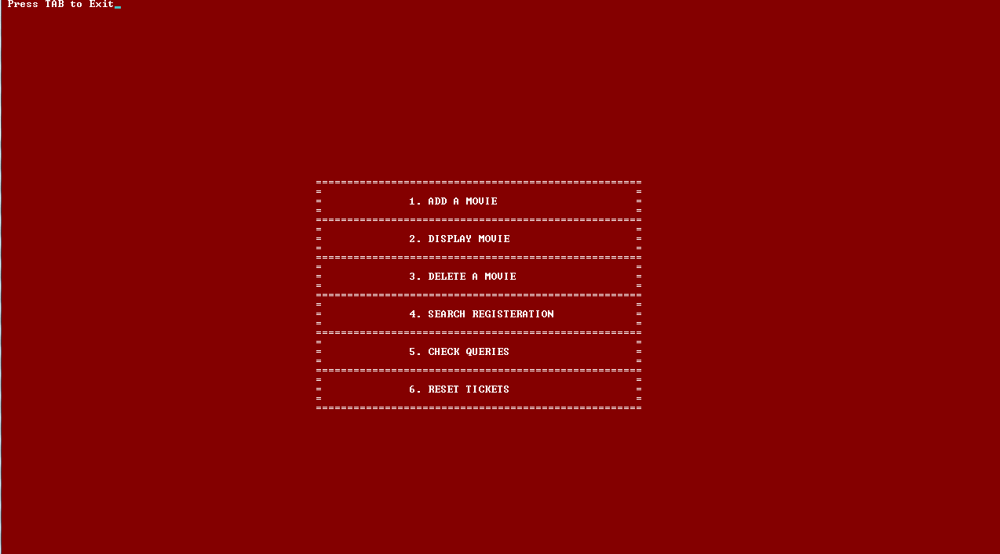 Press TAB to Exit_
====================================================
= =
= 1. ADD A MOVIE =
= =
====================================================
= =
= 2. DISPLAY MOVIE =
= =
====================================================
= =
= 3. DELETE A MOVIE =
= =
====================================================
= =
= 4. SEARCH REGISTERATION =
= =
====================================================
= =
= 5. CHECK QUERIES =
= =
====================================================
= =
= 6. RESET TICKETS =
= =
====================================================